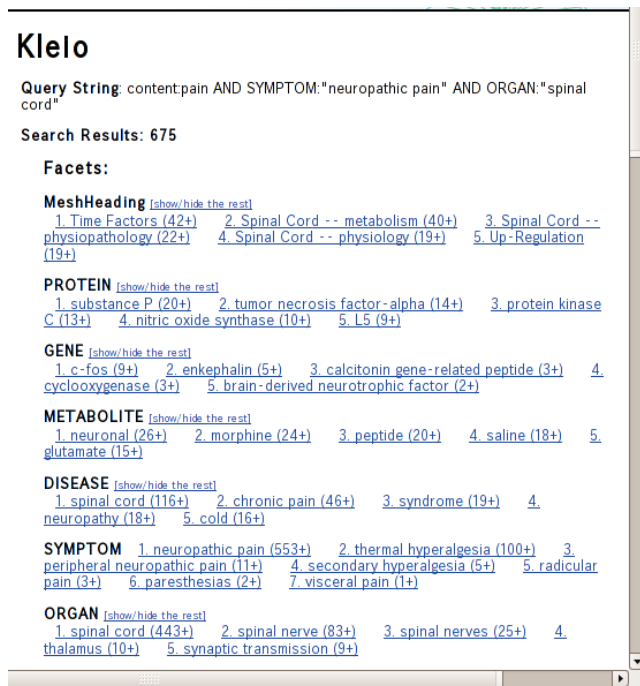 Klelo
Query String: content:pain AND SYMPTOM:"neuropathic pain" AND ORGAN:"spinal
cord"
Search Results: 675
Facets:
MeshHeading [show/hide the rest]
1. Time Factors (42+) 2. Spinal Cord -- metabolism (40+) 3. Spinal Cord --
physiopathology (22+) 4. Spinal Cord -- physiology (19+) 5. Up-Regulation
(19+)
PROTEIN [show/hide the rest]
1. substance P (20+) 2. tumor necrosis factor-alpha (14+) 3. protein kinase
C (13+) 4. nitric oxide synthase (10+) 5. L5 (9+)
GENE [show/hide the rest]
1. c-fos (9+) 2. enkephalin (5+) 3. calcitonin gene-related peptide (3+) 4.
cyclooxygenase (3+) 5. brain-derived neurotrophic factor (2+)
METABOLITE [show/hide the rest]
1. neuronal (26+) 2. morphine (24+) 3. peptide (20+) 4. saline (18+) 5.
glutamate (15+)
DISEASE [show/hide the rest]
1. spinal cord (116+) 2. chronic pain (46+) 3. syndrome (19+) 4.
neuropathy (18+) 5. cold (16+)
SYMPTOM 1. neuropathic pain (553+) 2. thermal hyperalgesia (100+) 3.
peripheral neuropathic pain (11+) 4. secondary hyperalgesia (5+) 5. radicular
pain (3+) 6. paresthesias (2+) 7. visceral pain (1+)
ORGAN [show/hide the rest]
1. spinal cord (443+) 2. spinal nerve (83+) 3. spinal nerves (25+) 4.
thalamus (10+) 5. synaptic transmission (9+)